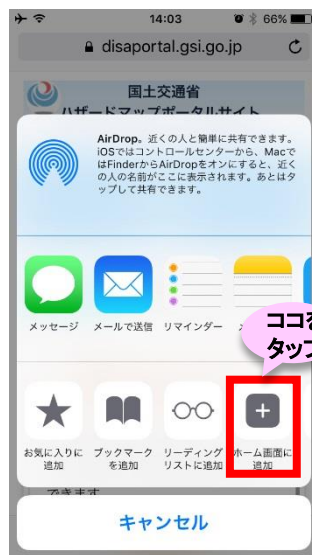 14:03
66%
disaportal.gsi.go.jp
国土交通省
ハザードマップポータルサイト
AirDrop。近くの人と簡単に共有できます。
iOSではコントロールセンターから、Macで
はFinderからAirDropをオンにすると、近く
の人の名前がここに表示されます。あとはタ
ップして共有できます。
メッセージ
メールで送信
リマインダー
ココを
タップ
お気に入りに
追加
ブックマーク
を追加
リーディング
リストに追加
ホーム画面に
追加
できます
キャンセル